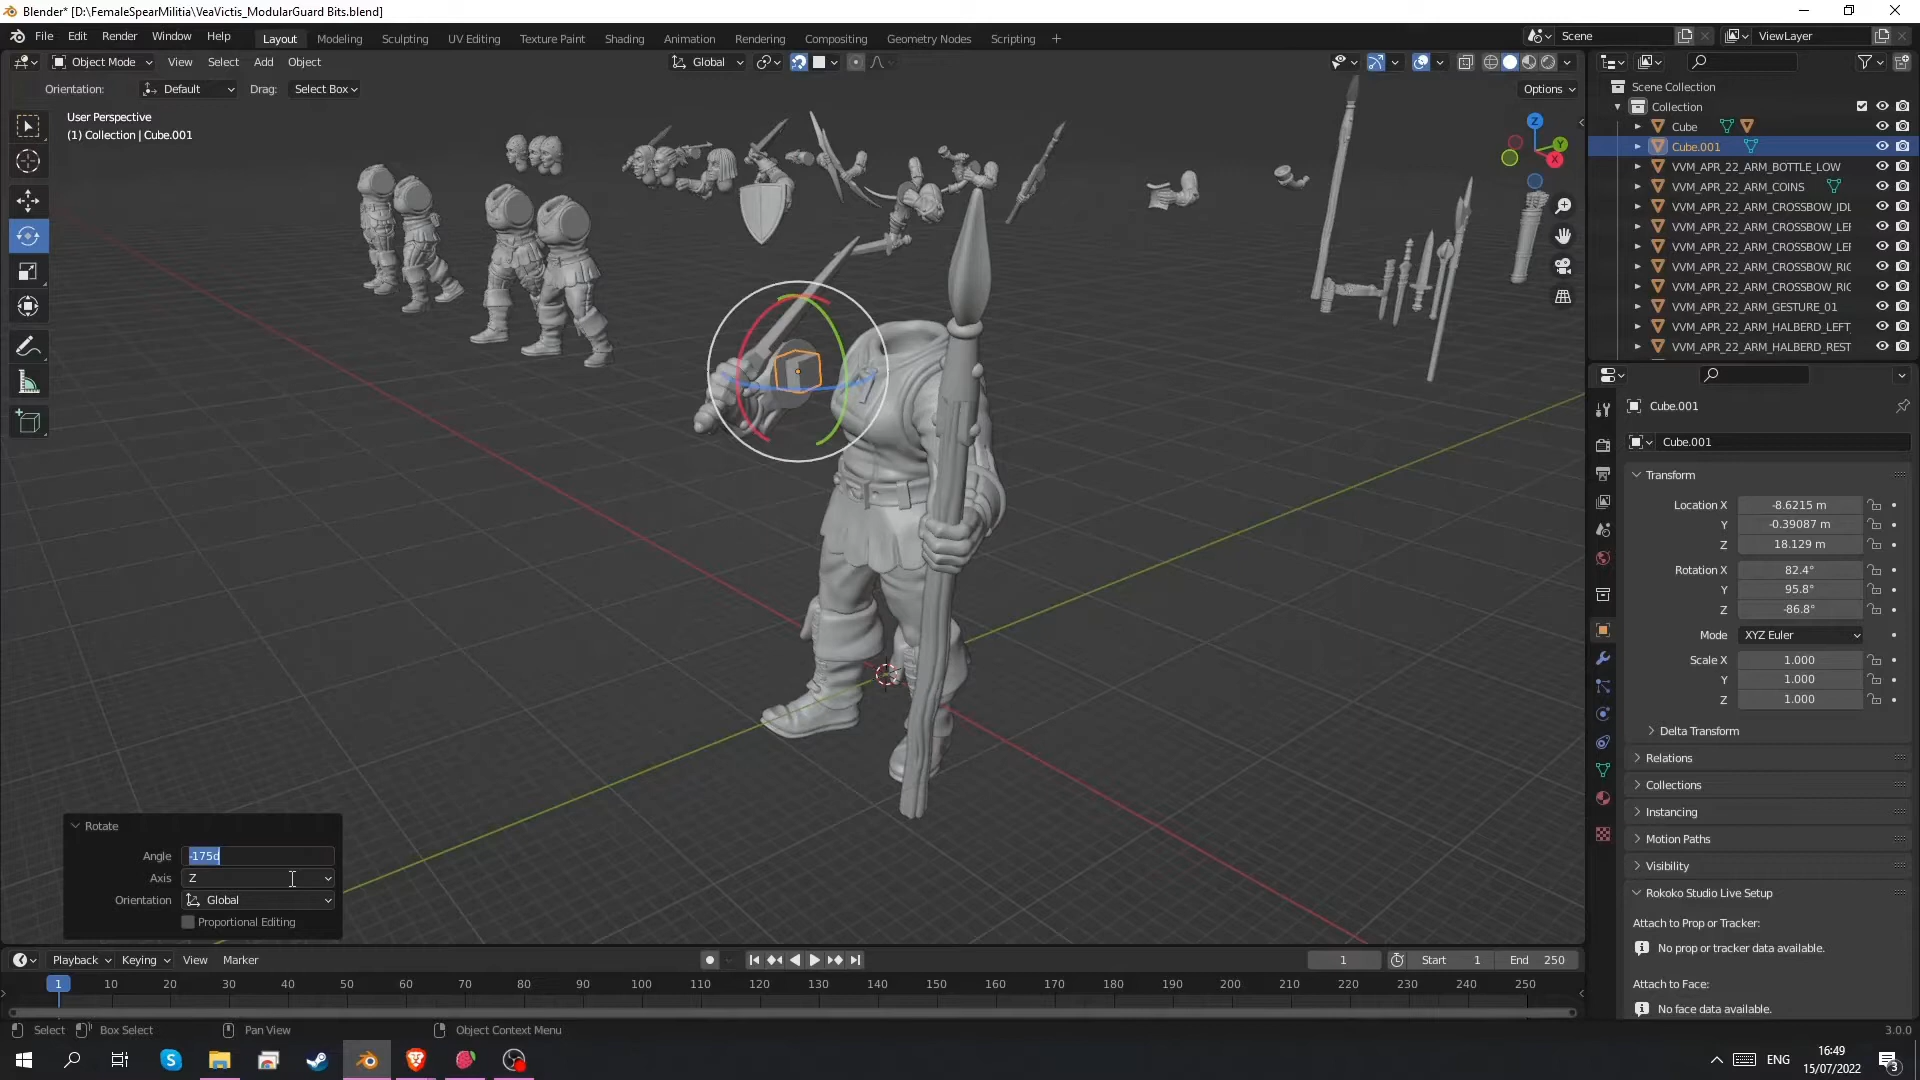 Blender* [D:\FemaleSpearMilitia\VeaVictis_ModularGuard Bits.blend]
File Edit Render Window Help
Layout Modeling Sculpting UV Editing Texture Paint Shading Animation Rendering Compositing Geometry Nodes Scripting +
Scene
ViewLayer
Object Mode View Select Add Object
Global
Orientation: Default Drag: Select Box
Options
User Perspective
(1) Collection | Cube.001
Z
Y
X
Scene Collection
Collection
Cube
Cube.001
VVM_APR_22_ARM_BOTTLE_LOW
VVM_APR_22_ARM_COINS
VVM_APR_22_ARM_CROSSBOW_IDL
VVM_APR_22_ARM_CROSSBOW_LEF
VVM_APR_22_ARM_CROSSBOW_LEF
VVM_APR_22_ARM_CROSSBOW_RIG
VVM_APR_22_ARM_CROSSBOW_RIG
VVM_APR_22_ARM_GESTURE_01
VVM_APR_22_ARM_HALBERD_LEFT_
VVM_APR_22_ARM_HALBERD_REST
Cube.001
Cube.001
Transform
Location X -8.6215 m
Y -0.39087 m
Z 18.129 m
Rotation X 82.4°
Y 95.8°
Z -86.8°
Mode XYZ Euler
Scale X 1.000
Y 1.000
Z 1.000
Delta Transform
Relations
Collections
Instancing
Motion Paths
Visibility
Rokoko Studio Live Setup
Attach to Prop or Tracker:
No prop or tracker data available.
Attach to Face:
No face data available.
Rotate
Angle -175d
Axis Z
Orientation Global
Proportional Editing
Playback Keying View Marker
1 Start 1 End 250
1 10 20 30 40 50 60 70 80 90 100 110 120 130 140 150 160 170 180 190 200 210 220 230 240 250
Select Box Select Pan View Object Context Menu
3.0.0
ENG
16:49
15/07/2022
3